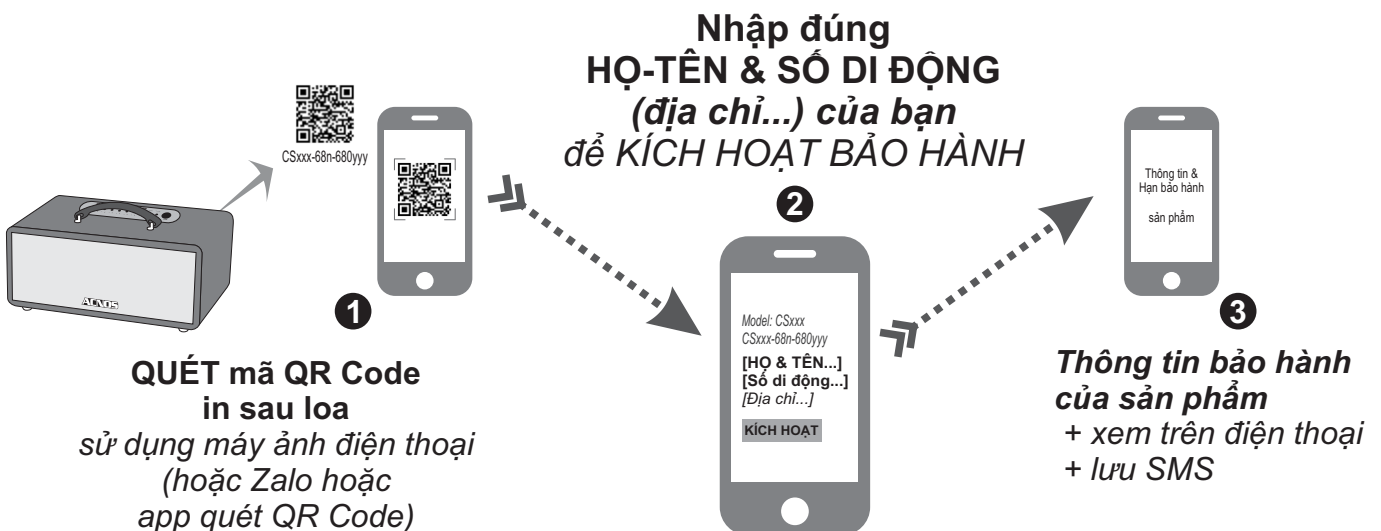 CSxxx-68n-680yyy
ACNOS
1
QUÉT mã QR Code
in sau loa
sử dụng máy ảnh điện thoại
(hoặc Zalo hoặc
app quét QR Code)
Nhập đúng
HỌ-TÊN & SỐ DI ĐỘNG
(địa chỉ...) của bạn
để KÍCH HOẠT BẢO HÀNH
2
Model: CSxxx
CSxxx-68n-680yyy
[HỌ & TÊN...]
[Số di động...]
[Địa chỉ...]
KÍCH HOẠT
Thông tin &
Hạn bảo hành
sản phẩm
3
Thông tin bảo hành
của sản phẩm
+ xem trên điện thoại
+ lưu SMS